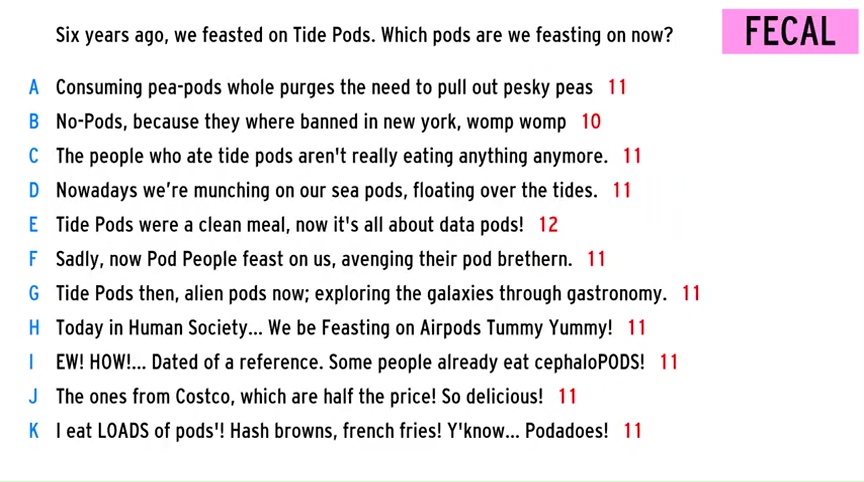 Six years ago, we feasted on Tide Pods. Which pods are we feasting on now?
FECAL
A Consuming pea-pods whole purges the need to pull out pesky peas 11
B No-Pods, because they where banned in new york, womp womp 10
C The people who ate tide pods aren't really eating anything anymore. 11
D Nowadays we're munching on our sea pods, floating over the tides. 11
E Tide Pods were a clean meal, now it's all about data pods! 12
F Sadly, now Pod People feast on us, avenging their pod brethern. 11
G Tide Pods then, alien pods now; exploring the galaxies through gastronomy. 11
H Today in Human Society... We be Feasting on Airpods Tummy Yummy! 11
I EW! HOW!... Dated of a reference. Some people already eat cephaloPODS! 11
J The ones from Costco, which are half the price! So delicious! 11
K I eat LOADS of pods'! Hash browns, french fries! Y'know... Podadoes! 11